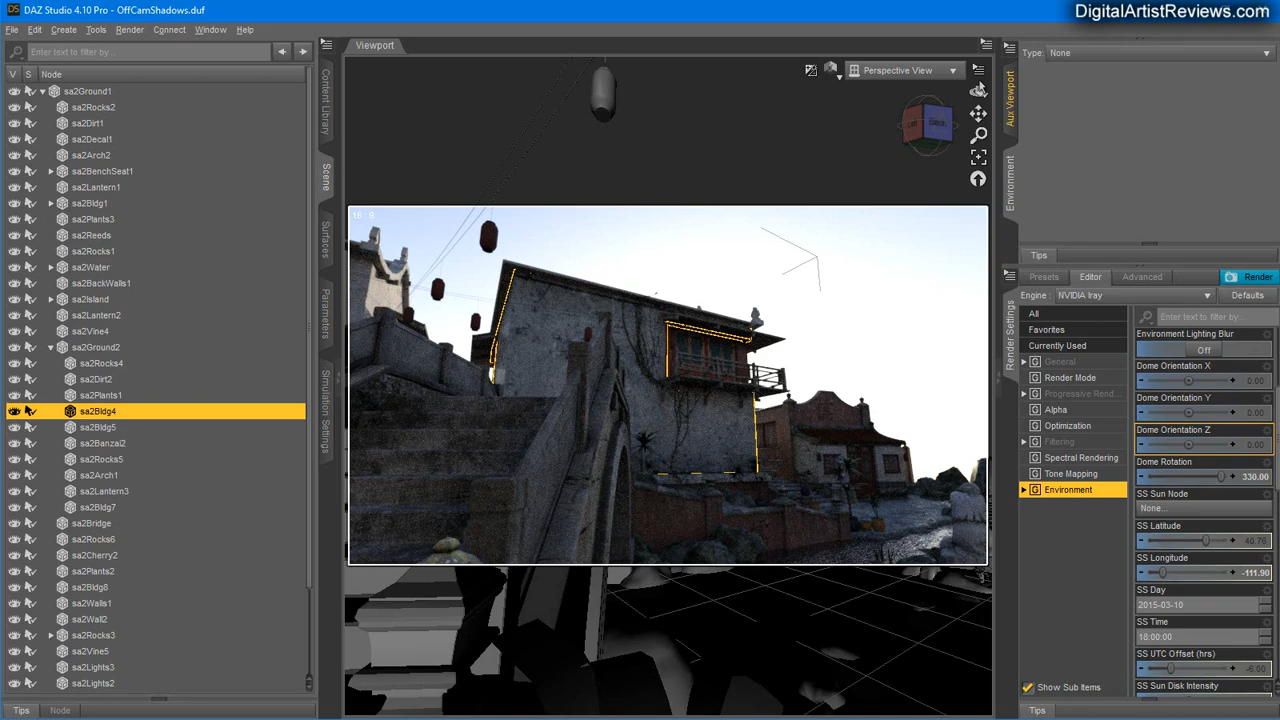 DAZ Studio 4.10 Pro - OffCamShadows.duf
DigitalArtistReviews.com
File Edit Create Tools Render Connect Window Help
Enter text to filter by...
V S Node
sa2Ground1
sa2Rocks2
sa2Dirt1
sa2Decal1
sa2Arch2
sa2BenchSeat1
sa2Lantern1
sa2Bldg1
sa2Plants3
sa2Reeds
sa2Rocks1
sa2Water
sa2BackWalls1
sa2Island
sa2Lantern2
sa2Vine4
sa2Ground2
sa2Rocks4
sa2Dirt2
sa2Plants1
sa2Bldg4
sa2Bldg5
sa2Banzai2
sa2Rocks5
sa2Arch1
sa2Lantern3
sa2Bldg7
sa2Bridge
sa2Rocks6
sa2Cherry2
sa2Plants2
sa2Bldg8
sa2Walls1
sa2Wall2
sa2Rocks3
sa2Vine5
sa2Lights3
sa2Lights2
Tips Node
Content Library
Scene
Surfaces
Parameters
Simulation Settings
Viewport
Perspective View
Left Back
16 : 9
Aux Viewport
Environment
Type: None
Tips
Render Settings
Presets Editor Advanced Render
Engine : NVIDIA Iray Defaults
All
Favorites
Currently Used
General
Render Mode
Progressive Rend...
Alpha
Optimization
Filtering
Spectral Rendering
Tone Mapping
Environment
Show Sub Items
Enter text to filter by...
Environment Lighting Blur
Off
Dome Orientation X
0.00
Dome Orientation Y
0.00
Dome Orientation Z
0.00
Dome Rotation
330.00
SS Sun Node
None...
SS Latitude
40.76
SS Longitude
-111.90
SS Day
2015-03-10
SS Time
18:00:00
SS UTC Offset (hrs)
-6.00
SS Sun Disk Intensity
Tips